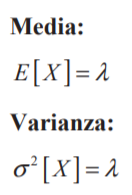 Media:
E[X] = λ
Varianza:
σ²[X] = λ